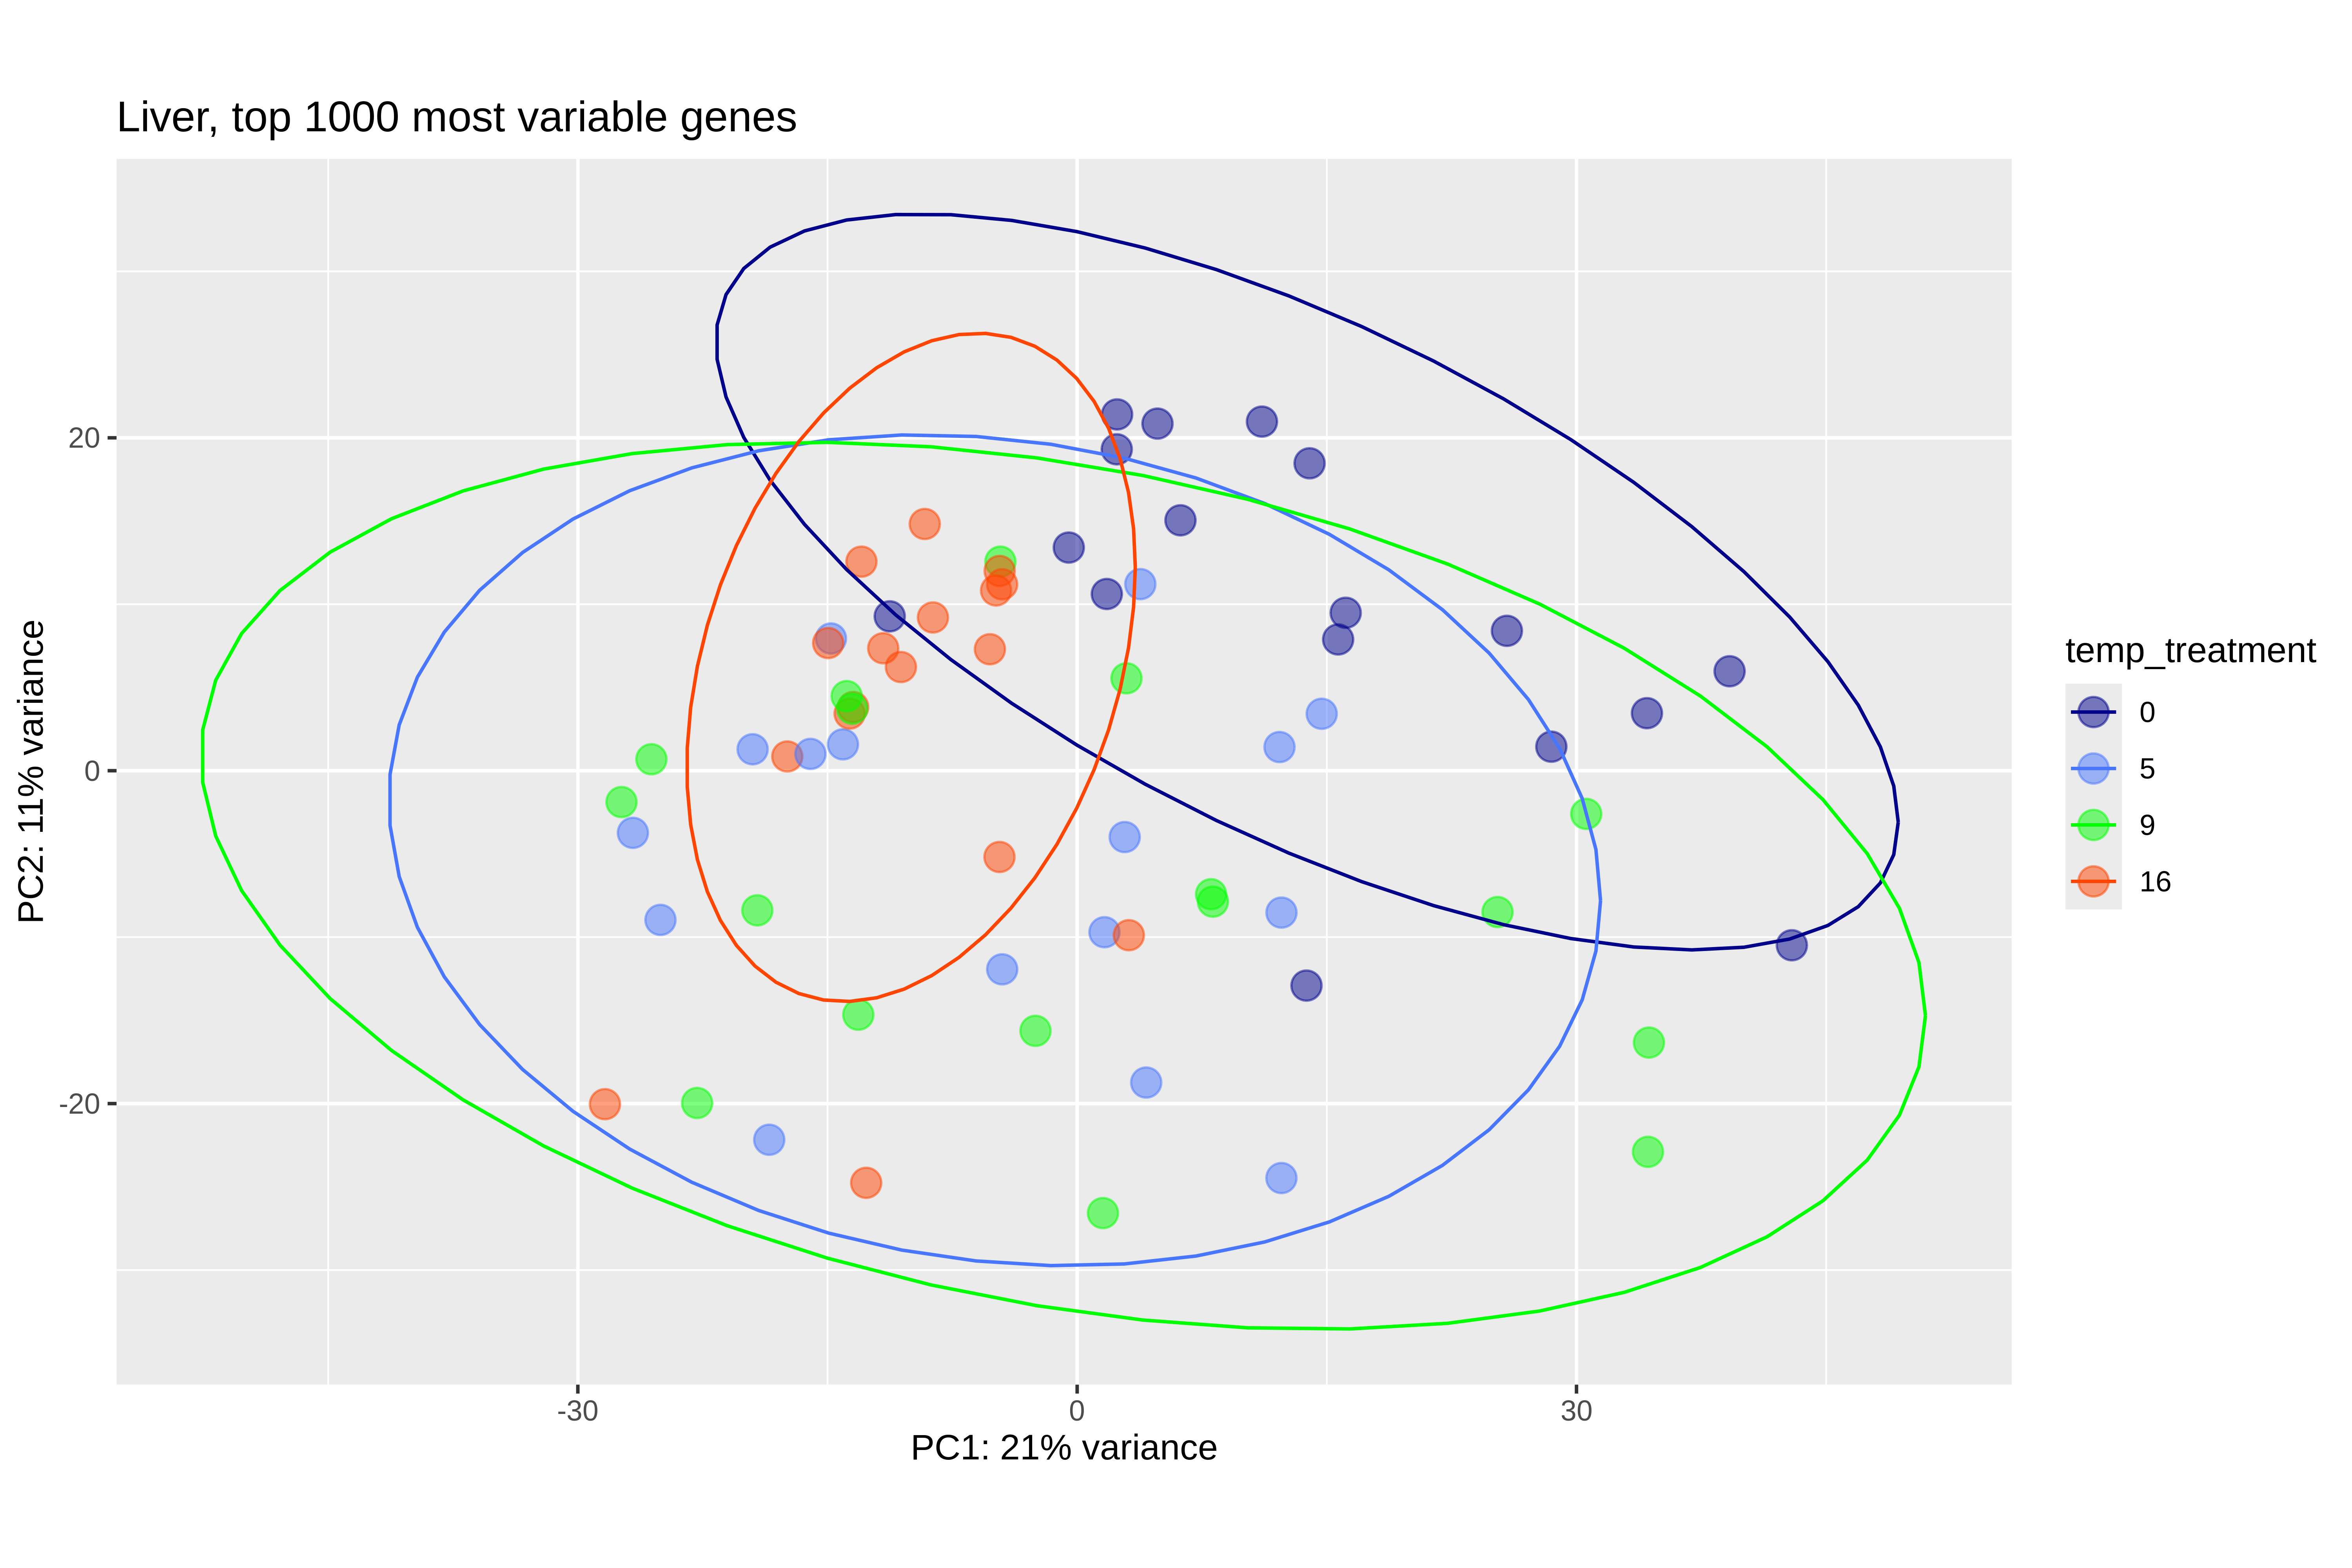 Liver, top 1000 most variable genes
20
0
-20
PC2: 11% variance
-30
0
30
PC1: 21% variance
temp_treatment
0
5
9
16